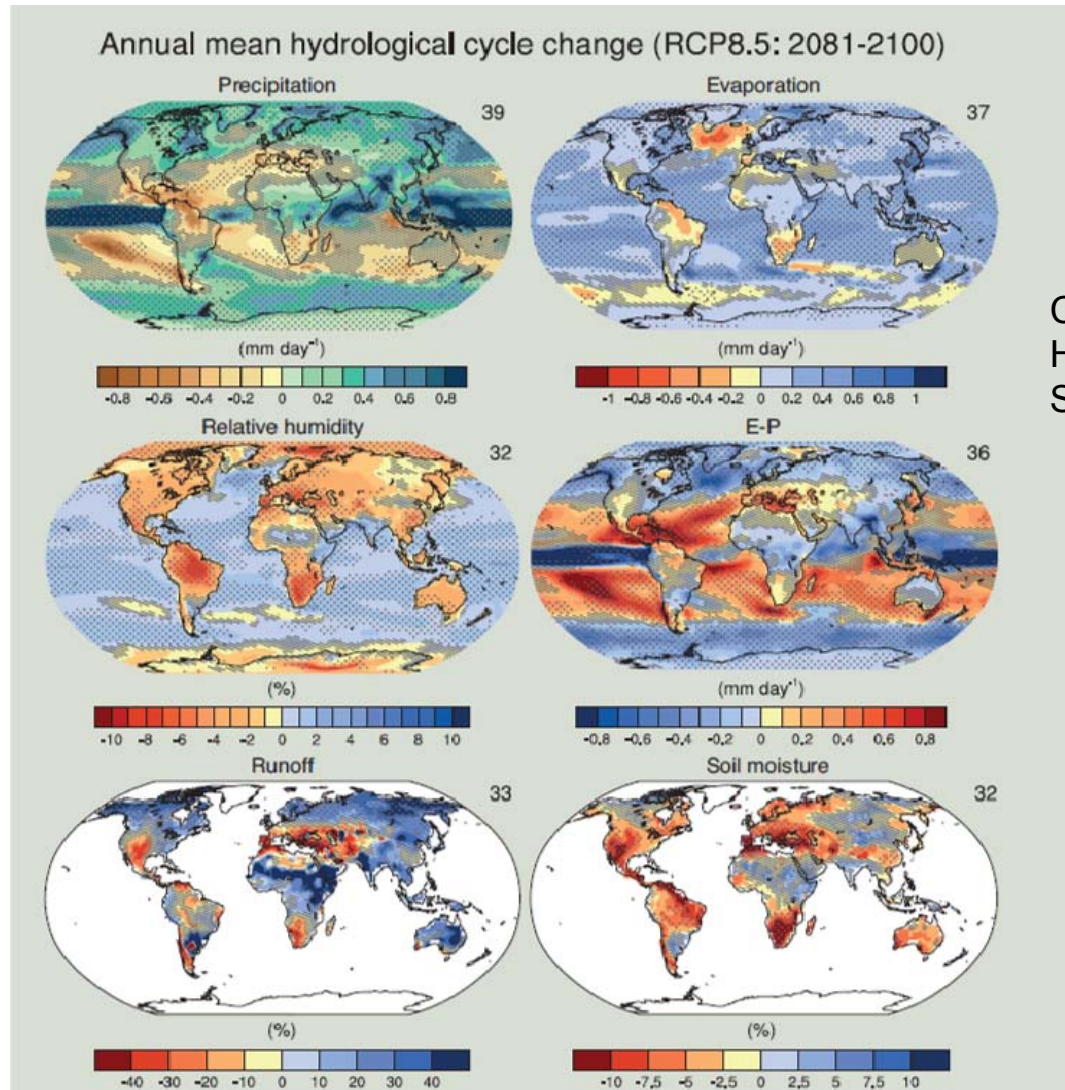 Annual mean hydrological cycle change (RCP8.5: 2081-2100)
Precipitation
39
(mm day⁻¹)
-0.8 -0.6 -0.4 -0.2 0 0.2 0.4 0.6 0.8
Evaporation
37
(mm day⁻¹)
-1 -0.8 -0.6 -0.4 -0.2 0 0.2 0.4 0.6 0.8 1
Relative humidity
32
(%)
-10 -8 -6 -4 -2 0 2 4 6 8 10
E-P
36
(mm day⁻¹)
-0.8 -0.6 -0.4 -0.2 0 0.2 0.4 0.6 0.8
Runoff
33
(%)
-40 -30 -20 -10 0 10 20 30 40
Soil moisture
32
(%)
-10 -7.5 -5 -2.5 0 2.5 5 7.5 10